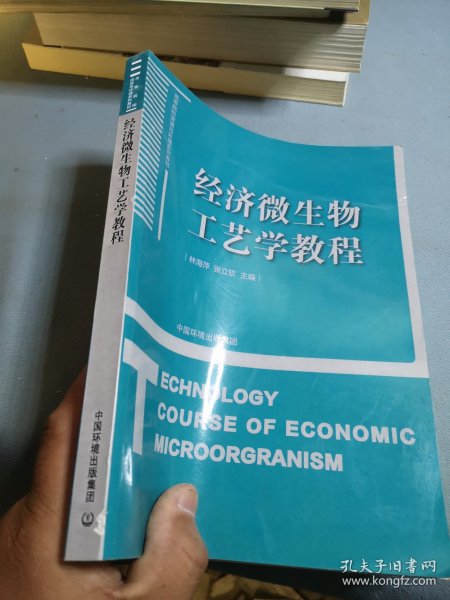 经济微生物工艺学教程
中国环境出版集团
经济微生物
工艺学教程
林海萍 张立钦 主编
中国环境出版集团
TECHNOLOGY
COURSE OF ECONOMIC
MICROORGRANISM
孔夫子旧书网
www.kongfz.com